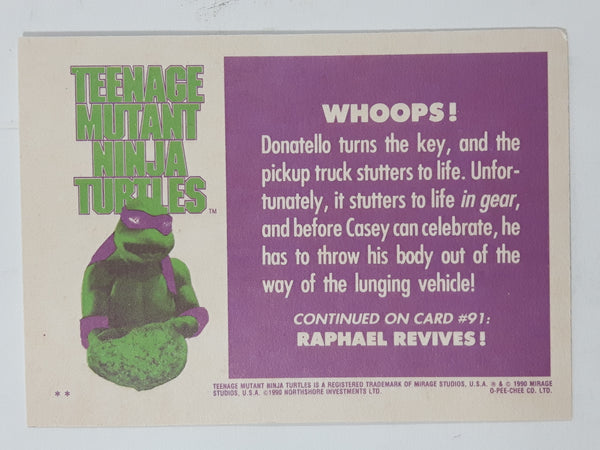 TEENAGE
MUTANT
NINJA
TURTLES TM
WHOOPS!
Donatello turns the key, and the
pickup truck stutters to life. Unfor-
tunately, it stutters to life in gear,
and before Casey can celebrate, he
has to throw his body out of the
way of the lunging vehicle!
CONTINUED ON CARD #91:
RAPHAEL REVIVES!
**
TEENAGE MUTANT NINJA TURTLES IS A REGISTERED TRADEMARK OF MIRAGE STUDIOS, U.S.A. ® & © 1990 MIRAGE
STUDIOS, U.S.A. ©1990 NORTHSHORE INVESTMENTS LTD. O-PEE-CHEE CO. LTD.